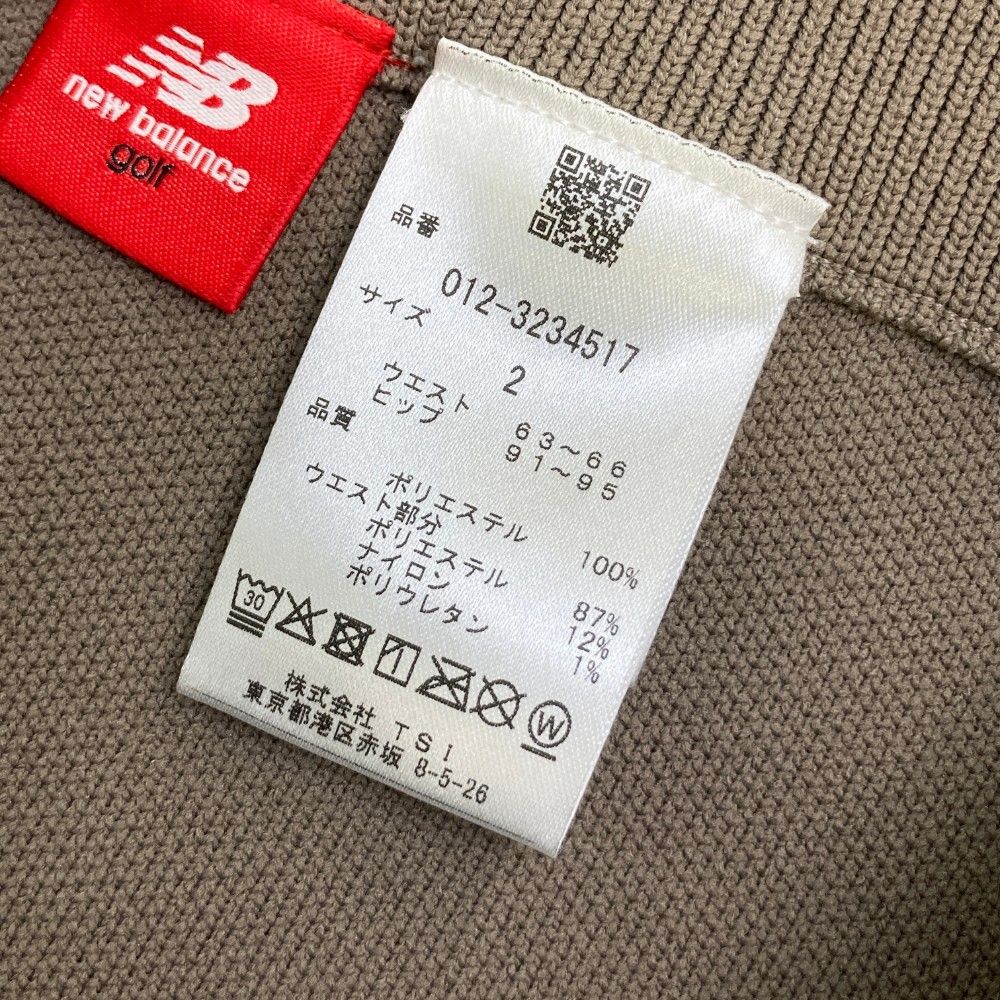 NB
new balance
golf
品番
012-3234517
サイズ
2
ウエスト 63～66
ヒップ 91～95
品質
ポリエステル 100%
ウエスト部分
ポリエステル 87%
ナイロン 12%
ポリウレタン 1%
30
W
株式会社 TSI
東京都港区赤坂 8-5-26